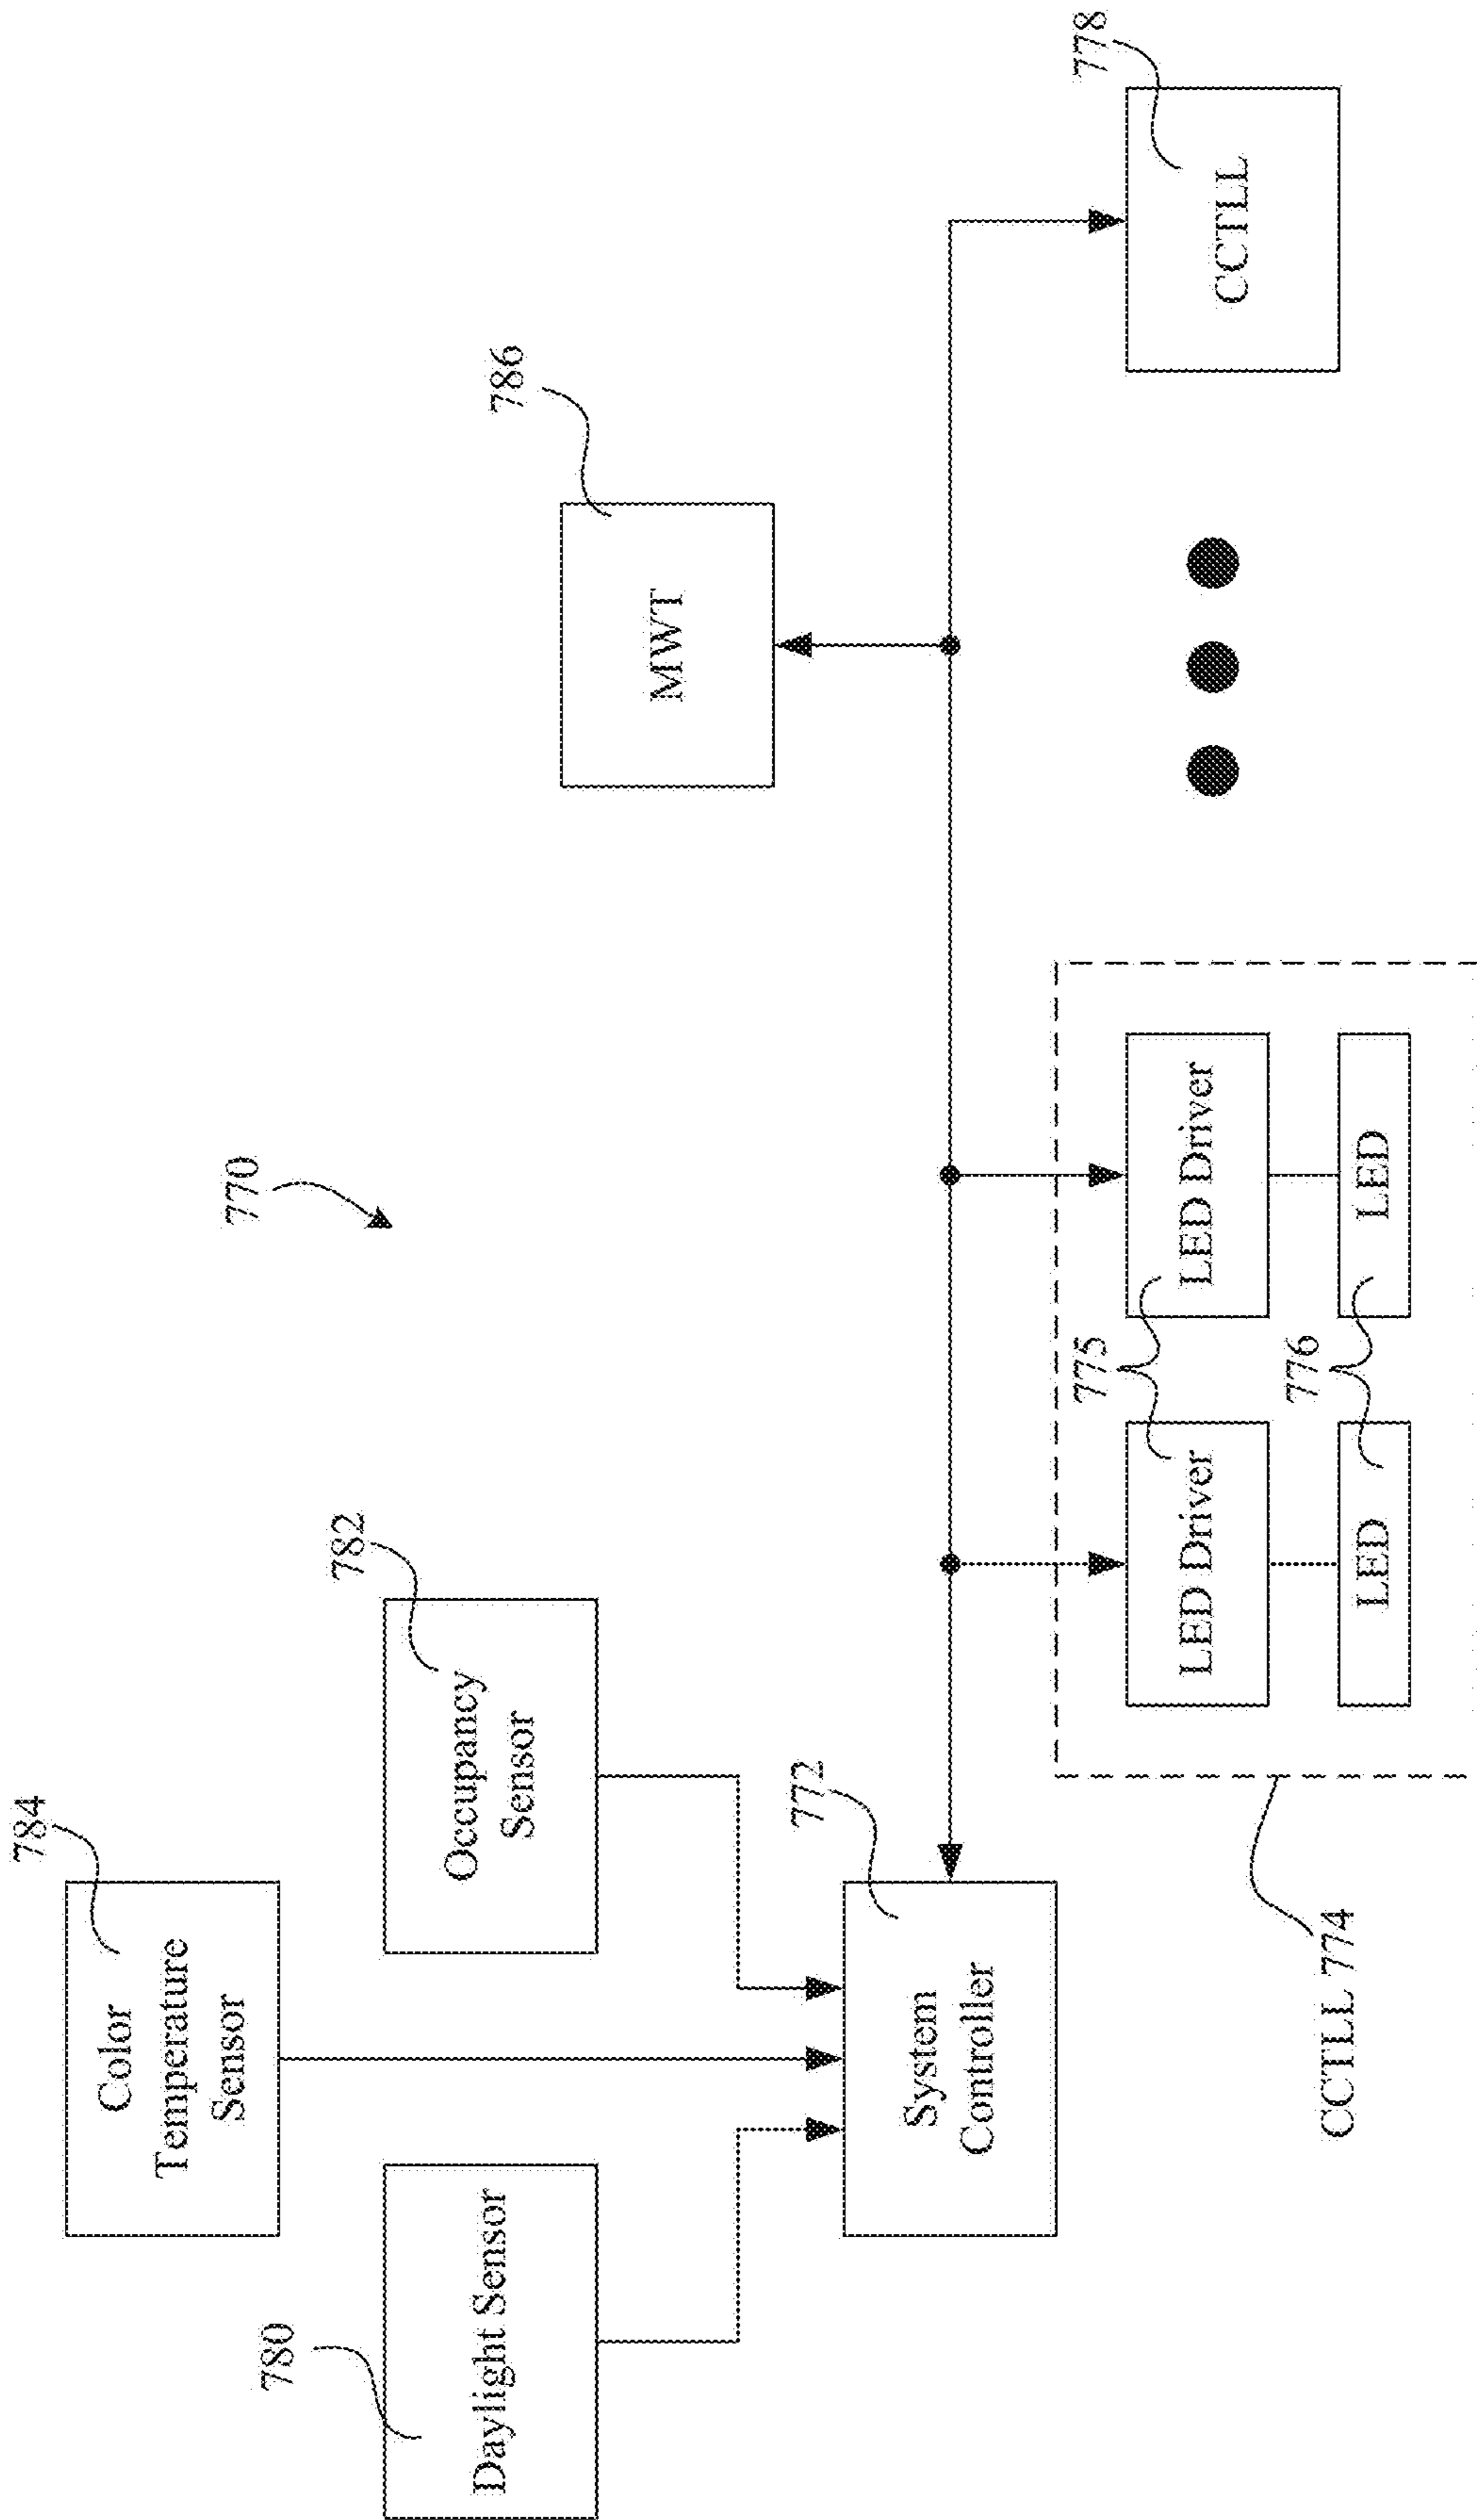 770
784
Color
Temperature
Sensor
780
Daylight Sensor
782
Occupancy
Sensor
786
MWT
772
System
Controller
775
LED Driver
LED Driver
778
CCTLL
776
LED
LED
CCTLL 774